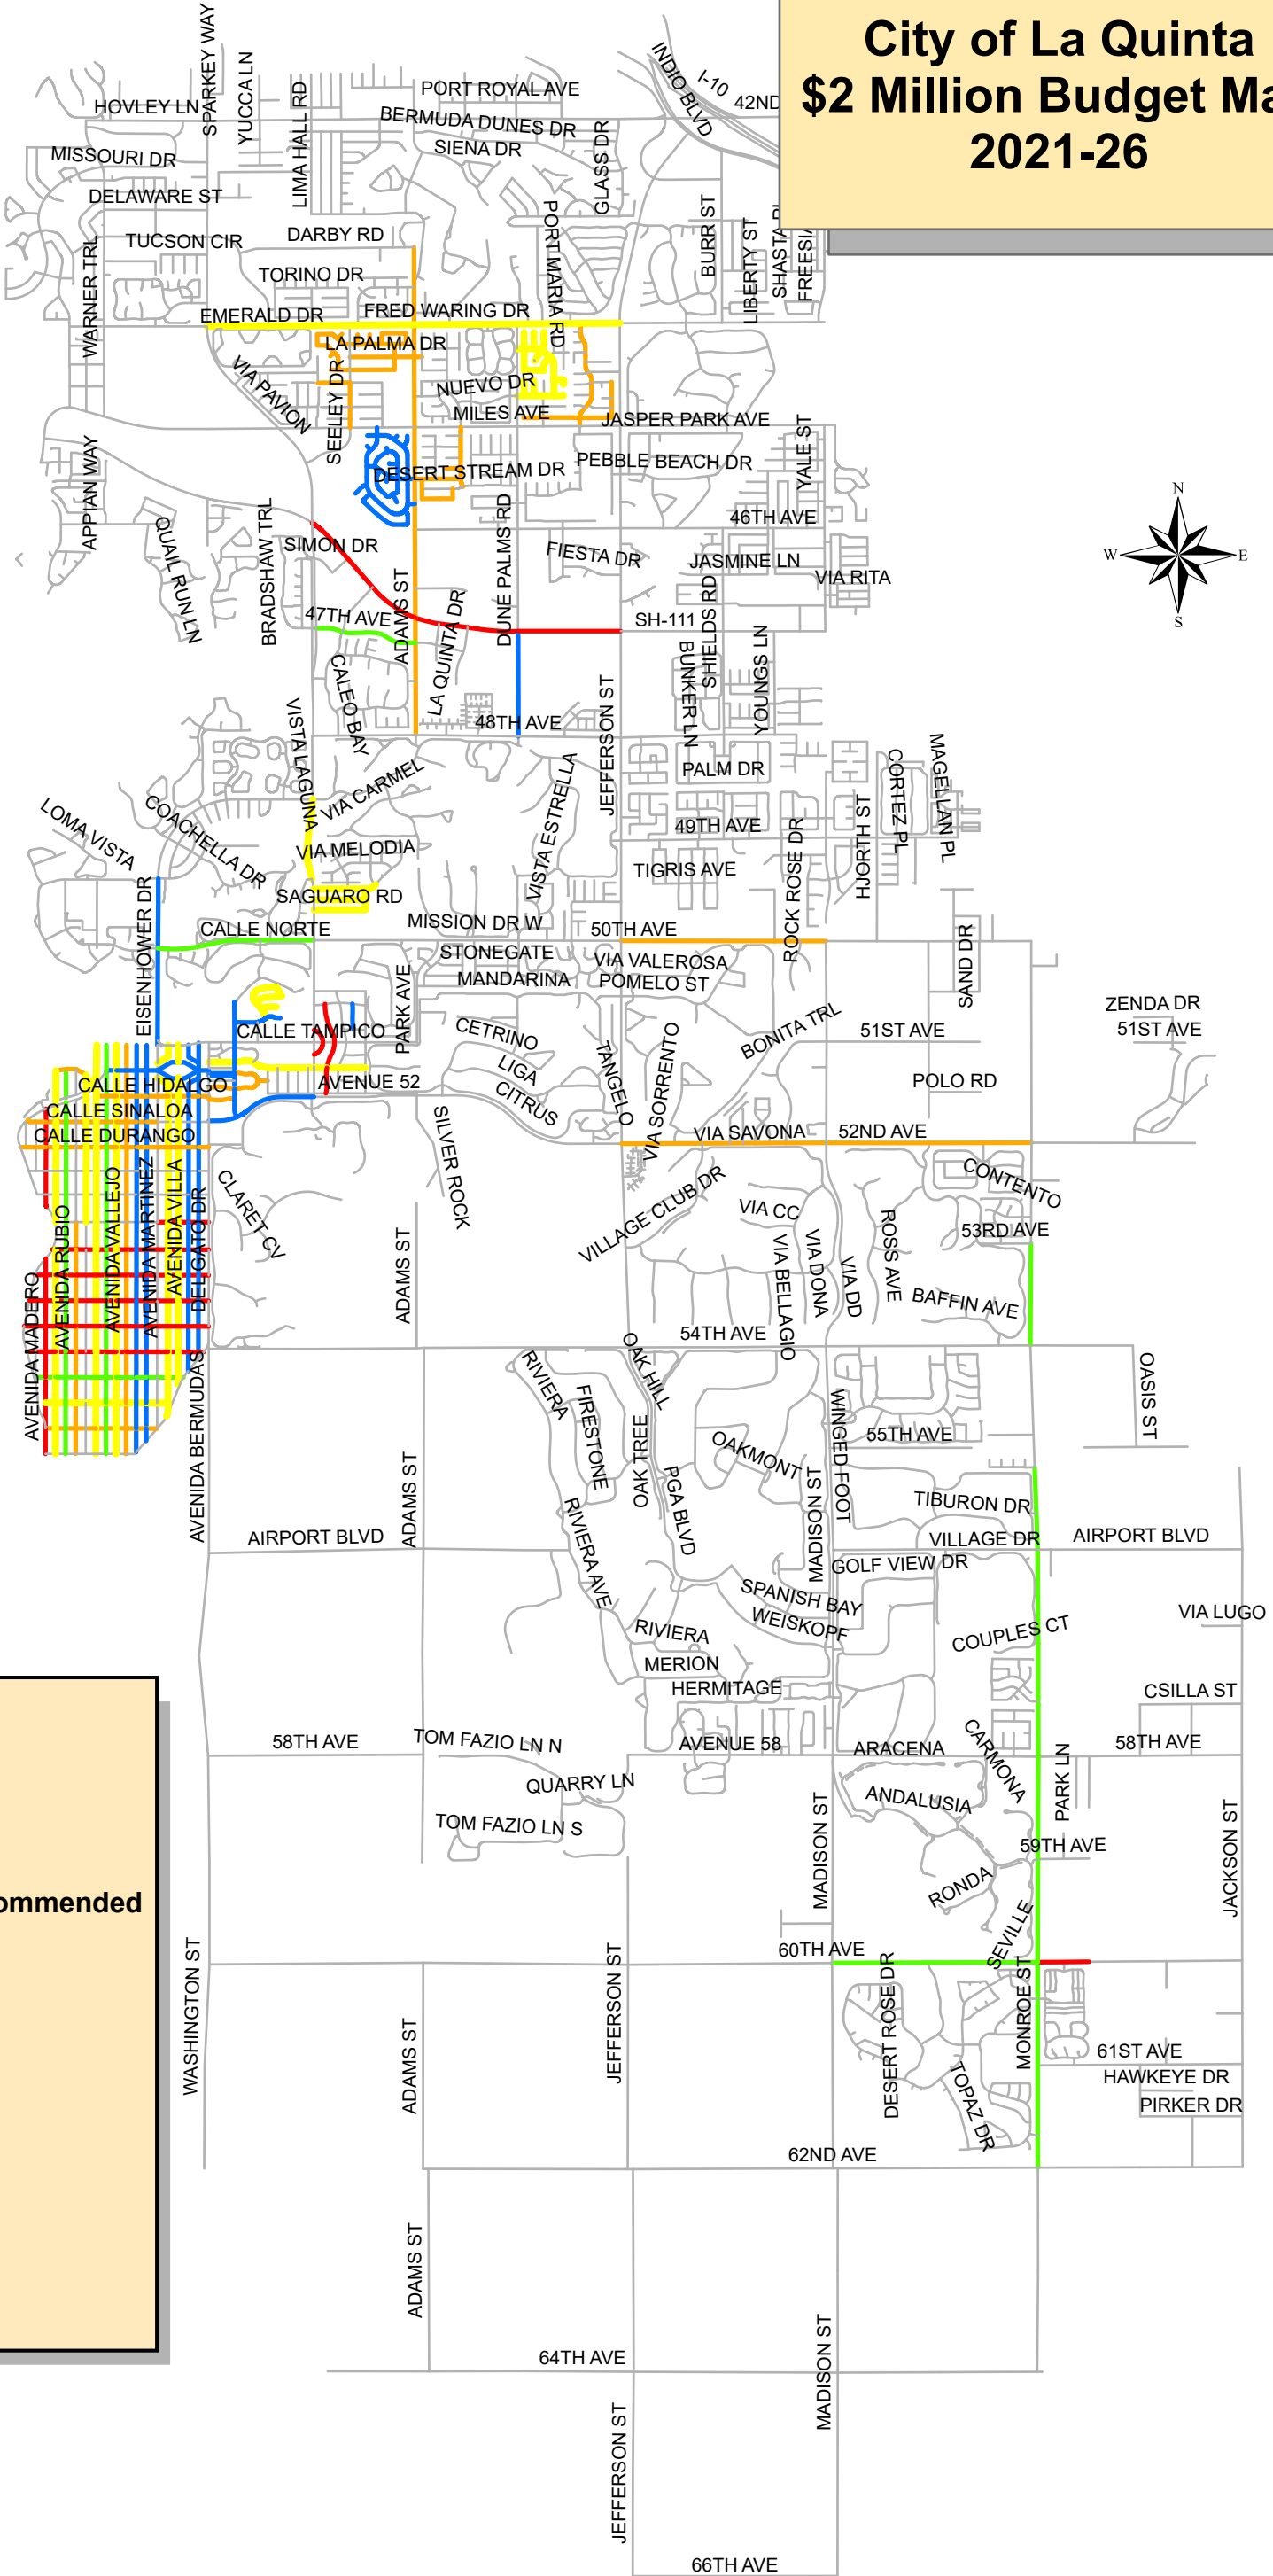 City of La Quinta
$2 Million Budget Ma
2021-26
SPARKEY WAY
YUCCA LN
LIMA HALL RD
HOVLEY LN
PORT ROYAL AVE
INDIO BLVD
I-10
42ND
BERMUDA DUNES DR
MISSOURI DR
SIENA DR
GLASS DR
DELAWARE ST
BURR ST
LIBERTY ST
SHASTA
FREESIA
PORT MARIA RD
TUCSON CIR
DARBY RD
WARNER TRL
TORINO DR
EMERALD DR
FRED WARING DR
LA PALMA DR
VIA PAVION
SEELEY DR
NUEVO DR
MILES AVE
JASPER PARK AVE
APPIAN WAY
DESERT STREAM DR
PEBBLE BEACH DR
YALE ST
N
W
E
S
QUAIL RUN LN
BRADSHAW TRL
SIMON DR
DUNE PALMS RD
46TH AVE
FIESTA DR
JASMINE LN
VIA RITA
47TH AVE
ADAMS ST
LA QUINTA DR
SH-111
SHIELDS RD
BUNKER LN
YOUNGS LN
CALEO BAY
VISTA LAGUNA
48TH AVE
JEFFERSON ST
VIA CARMEL
VISTA ESTRELLA
PALM DR
CORTEZ PL
MAGELLAN PL
HJORTH ST
LOMA VISTA
COACHELLA DR
49TH AVE
ROCK ROSE DR
VIA MELODIA
TIGRIS AVE
SAGUARO RD
EISENHOWER DR
CALLE NORTE
MISSION DR W
50TH AVE
STONEGATE
VIA VALEROSA
MANDARINA
POMELO ST
SAND DR
PARK AVE
ZENDA DR
51ST AVE
CALLE TAMPICO
CETRINO
BONITA TRL
51ST AVE
LIGA
TANGELO
VIA SORRENTO
CALLE HIDALGO
AVENUE 52
CITRUS
POLO RD
CALLE SINALOA
SILVER ROCK
CALLE DURANGO
VIA SAVONA
52ND AVE
AVENIDA RUBIO
AVENIDA VALLEJO
AVENIDA MARTINEZ
AVENIDA VILLA
DELGATO DR
CLARET CV
ADAMS ST
VILLAGE CLUB DR
VIA CC
VIA BELLAGIO
VIA DONA
VIA DD
ROSS AVE
CONTENTO
53RD AVE
BAFFIN AVE
AVENIDA MADERO
AVENIDA BERMUDAS
54TH AVE
OAK HILL
RIVIERA
FIRESTONE
OAK TREE
OASIS ST
WINGED FOOT
55TH AVE
OAKMONT
ADAMS ST
PGA BLVD
MADISON ST
TIBURON DR
AIRPORT BLVD
RIVIERA AVE
VILLAGE DR
AIRPORT BLVD
GOLF VIEW DR
SPANISH BAY
WEISKOPF
RIVIERA
COUPLES CT
VIA LUGO
MERION
HERMITAGE
CSILLA ST
58TH AVE
TOM FAZIO LN N
AVENUE 58
ARACENA
CARMONA
58TH AVE
QUARRY LN
ANDALUSIA
PARK LN
TOM FAZIO LN S
MADISON ST
59TH AVE
JACKSON ST
RONDA
ommended
SEVILLE
60TH AVE
WASHINGTON ST
JEFFERSON ST
DESERT ROSE DR
MONROE ST
ADAMS ST
61ST AVE
HAWKEYE DR
TOPAZ DR
PIRKER DR
62ND AVE
ADAMS ST
MADISON ST
64TH AVE
JEFFERSON ST
66TH AVE